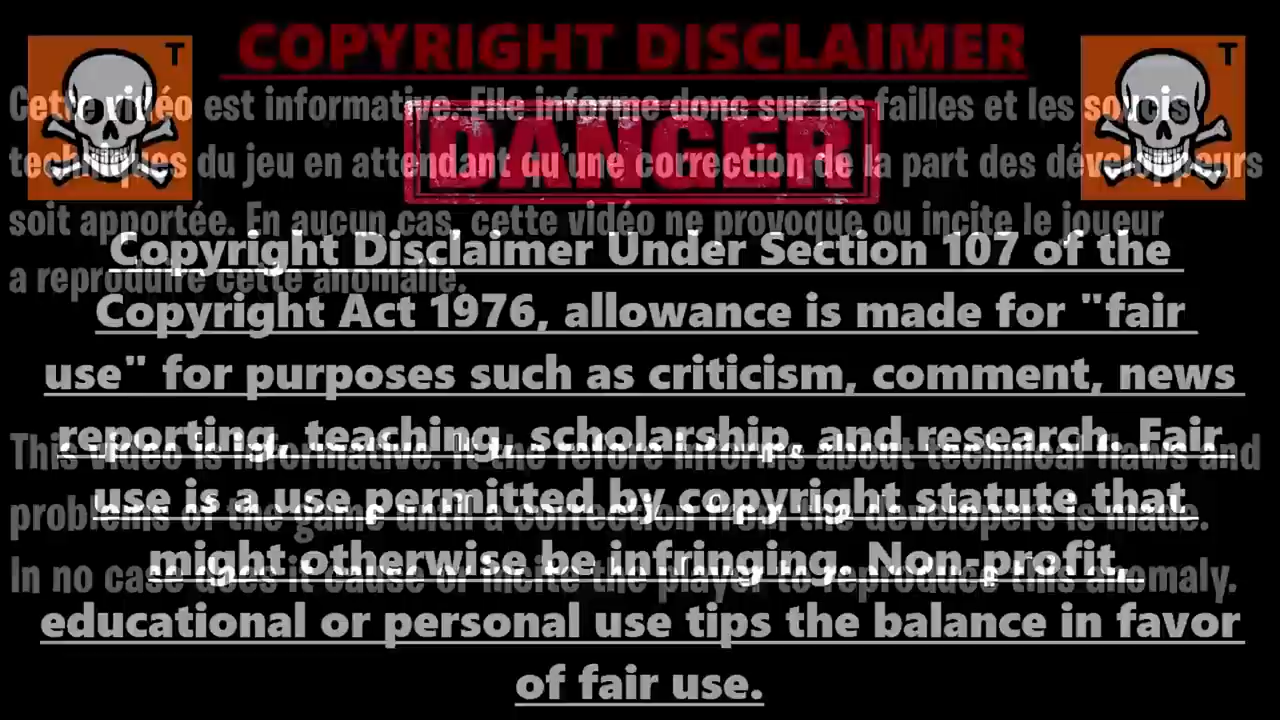 COPYRIGHT DISCLAIMER
T
T
DANGER
Cette vidéo est informative. Elle informe donc sur les failles et les soucis
techniques du jeu en attendant qu'une correction de la part des développeurs
soit apportée. En aucun cas, cette vidéo ne provoque ou incite le joueur
a reproduire cette anomalie.
Copyright Disclaimer Under Section 107 of the
Copyright Act 1976, allowance is made for "fair
use" for purposes such as criticism, comment, news
reporting, teaching, scholarship, and research. Fair
use is a use permitted by copyright statute that
might otherwise be infringing. Non-profit,
educational or personal use tips the balance in favor
of fair use.
This video is informative. It the refore informs about technical flaws and
problems of the game until a correction from the developers is made.
In no case does it cause or incite the player to reproduce this anomaly.